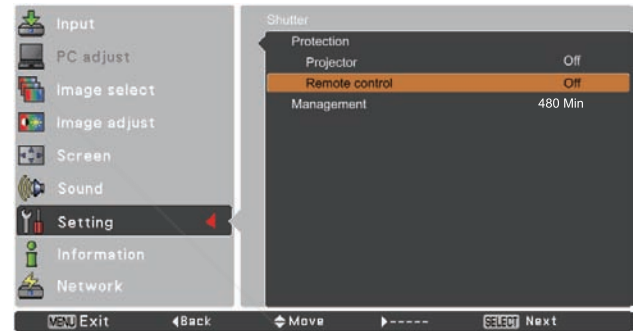 Input
PC adjust
Image select
Image adjust
Screen
Sound
Setting
Information
Network
Shutter
Protection
Projector Off
Remote control Off
Management 480 Min
MENU Exit Back Move ----- SELECT Next